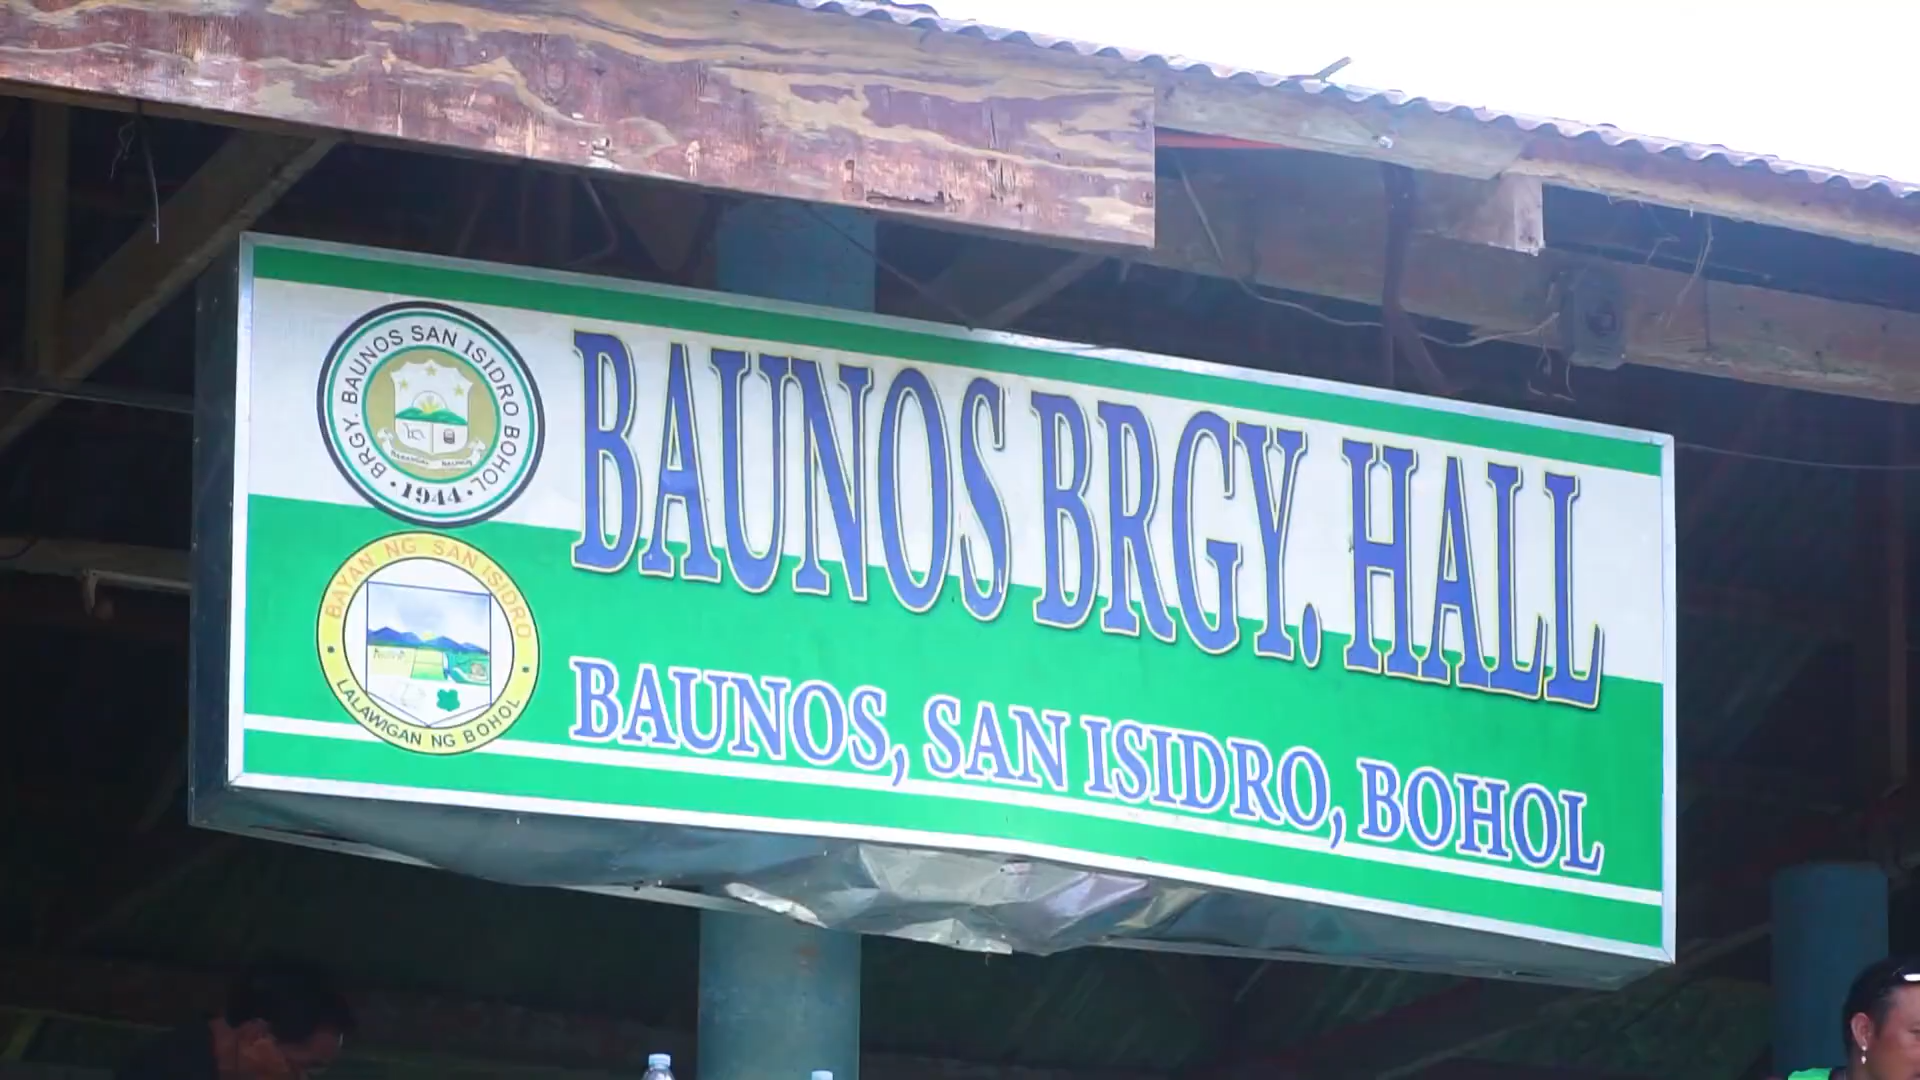 BRGY. BAUNOS SAN ISIDRO BOHOL
· 1944 ·
BAUNOS BRGY. HALL
BAYAN NG SAN ISIDRO
LALAWIGAN NG BOHOL
BAUNOS, SAN ISIDRO, BOHOL